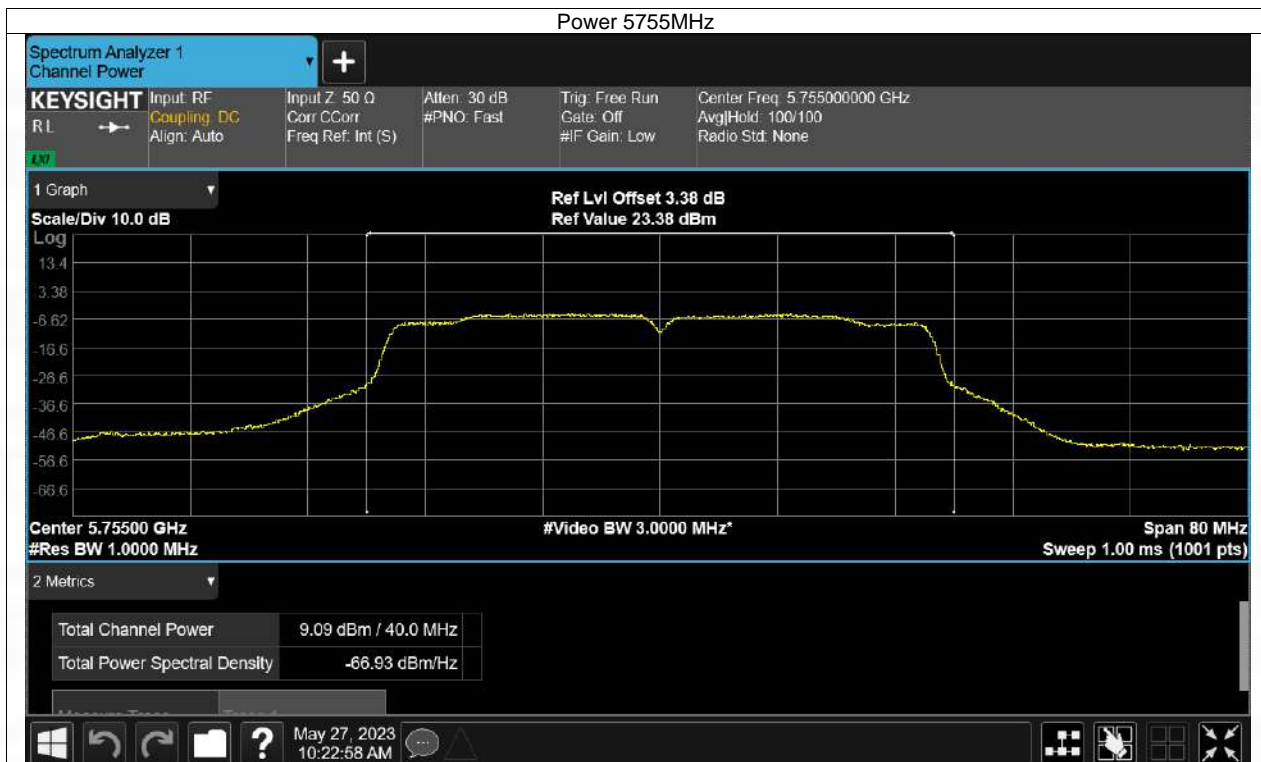 Power 5755MHz
Spectrum Analyzer 1
Channel Power
+
KEYSIGHT
RL
LXI
Input: RF
Coupling: DC
Align: Auto
Input Z: 50 Ω
Corr CCorr
Freq Ref: Int (S)
Atten: 30 dB
#PNO: Fast
Trig: Free Run
Gate: Off
#IF Gain: Low
Center Freq: 5.755000000 GHz
Avg|Hold: 100/100
Radio Std: None
1 Graph
Scale/Div 10.0 dB
Ref Lvl Offset 3.38 dB
Ref Value 23.38 dBm
Log
13.4
3.38
-6.62
-16.6
-26.6
-36.6
-46.6
-56.6
-66.6
Center 5.75500 GHz
#Video BW 3.0000 MHz*
Span 80 MHz
#Res BW 1.0000 MHz
Sweep 1.00 ms (1001 pts)
2 Metrics
Total Channel Power 9.09 dBm / 40.0 MHz
Total Power Spectral Density -66.93 dBm/Hz
?
May 27, 2023
10:22:58 AM